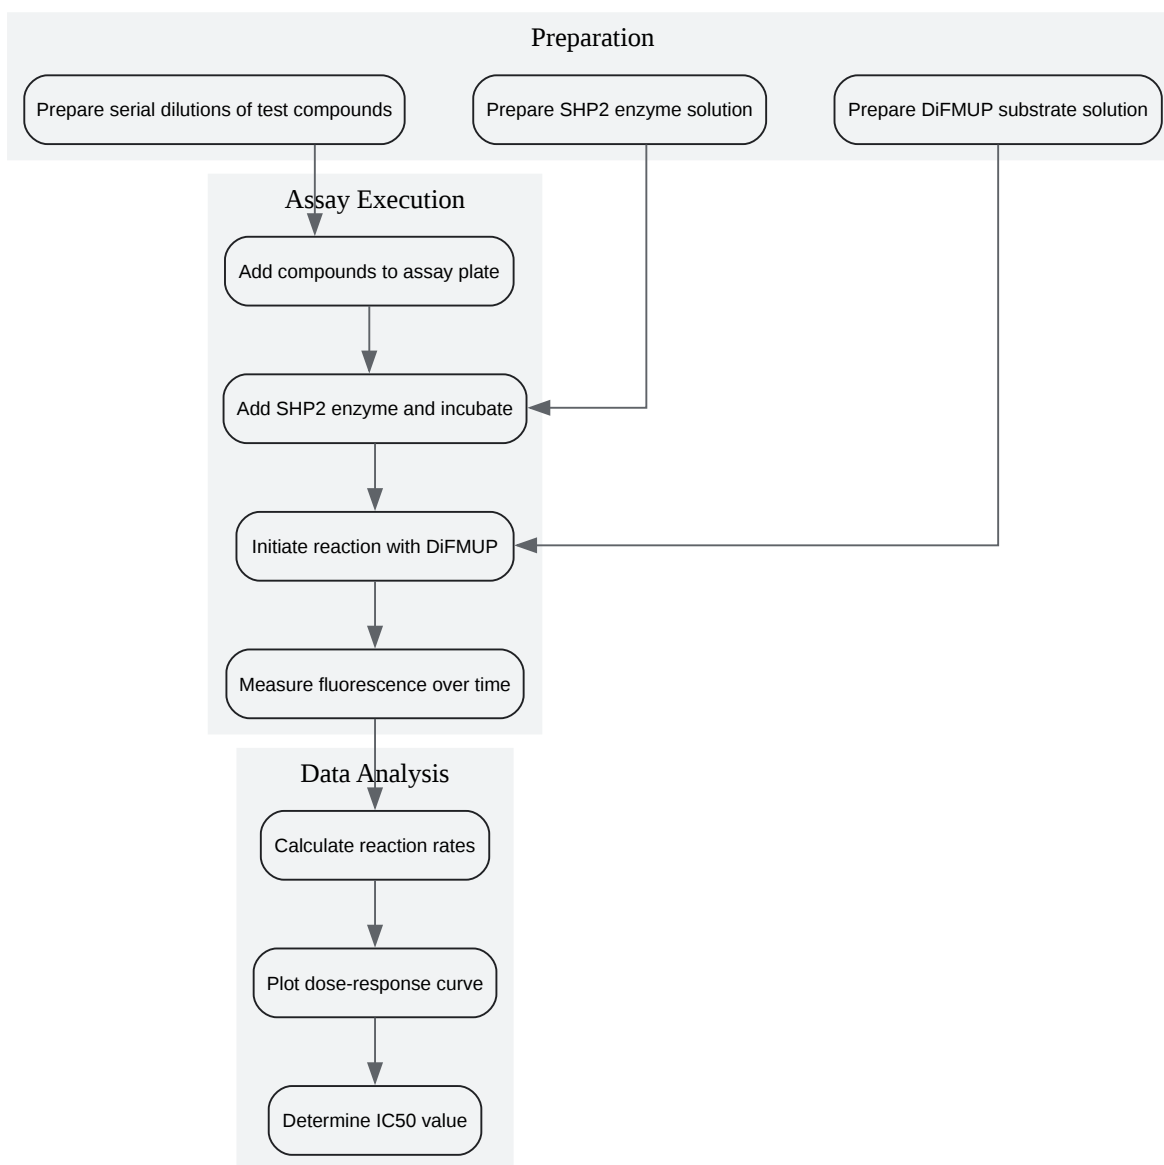 Preparation
Prepare serial dilutions of test compounds
Prepare SHP2 enzyme solution
Prepare DiFMUP substrate solution
Assay Execution
Add compounds to assay plate
Add SHP2 enzyme and incubate
Initiate reaction with DiFMUP
Measure fluorescence over time
Data Analysis
Calculate reaction rates
Plot dose-response curve
Determine IC50 value